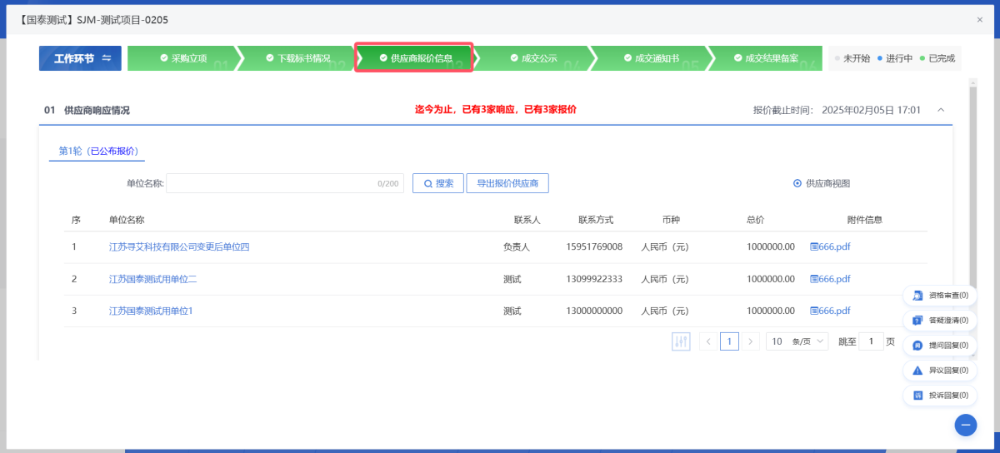 【国泰测试】SJM-测试项目-0205
×
工作环节
采购立项 01
下载标书情况 02
供应商报价信息 03
成交公示 04
成交通知书 05
成交结果备案 06
未开始 进行中 已完成
01 供应商响应情况
迄今为止，已有3家响应，已有3家报价
报价截止时间： 2025年02月05日 17:01
第1轮（已公布报价）
单位名称: 0/200 搜索 导出报价供应商 供应商视图
序 单位名称 联系人 联系方式 币种 总价 附件信息
1 江苏寻艾科技有限公司变更后单位四 负责人 15951769008 人民币（元） 1000000.00 666.pdf
2 江苏国泰测试用单位二 测试 13099922333 人民币（元） 1000000.00 666.pdf
3 江苏国泰测试用单位1 测试 13000000000 人民币（元） 1000000.00 666.pdf
1 10 条/页 跳至 1 页
资格审查(0)
答疑澄清(0)
提问回复(0)
异议回复(0)
投诉回复(0)